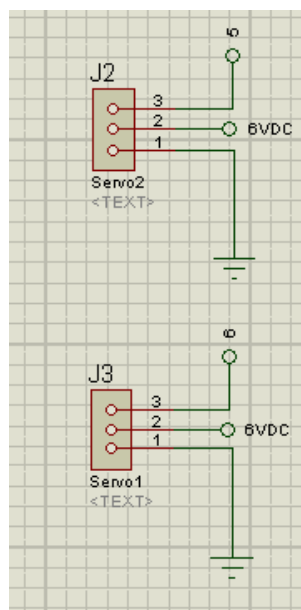 5
J2
3
2
6VDC
1
Servo2
<TEXT>
6
J3
3
2
6VDC
1
Servo1
<TEXT>